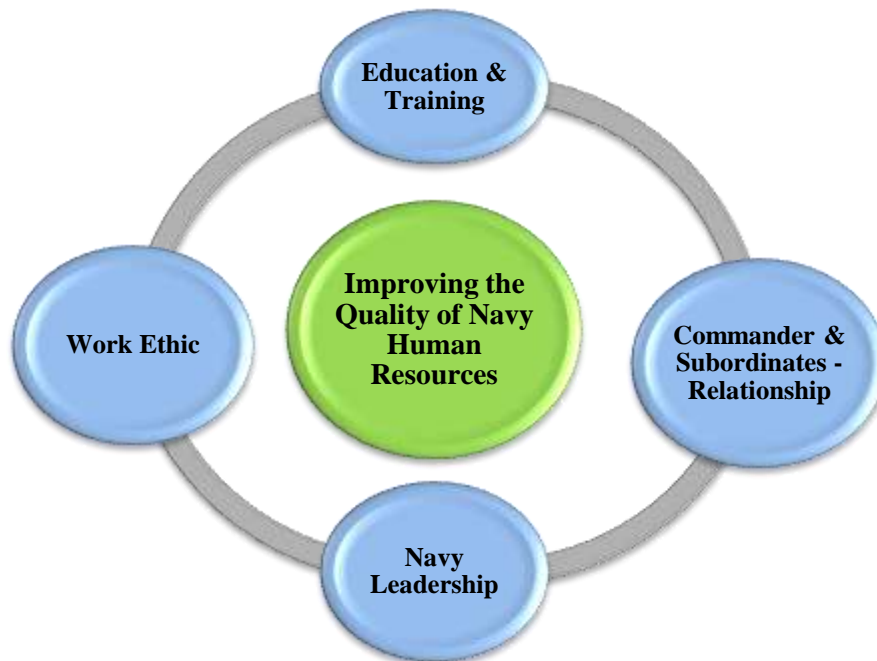 Education &
Training
Improving the
Quality of Navy
Human
Resources
Work Ethic
Commander &
Subordinates -
Relationship
Navy
Leadership